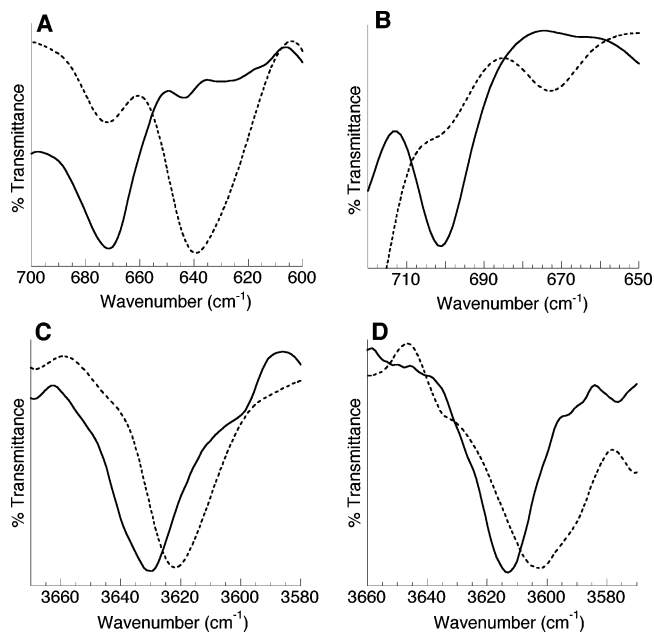 A
% Transmittance
700 680 660 640 620 600
Wavenumber (cm-1)
B
% Transmittance
710 690 670 650
Wavenumber (cm-1)
C
% Transmittance
3660 3640 3620 3600 3580
Wavenumber (cm-1)
D
% Transmittance
3660 3640 3620 3600 3580
Wavenumber (cm-1)